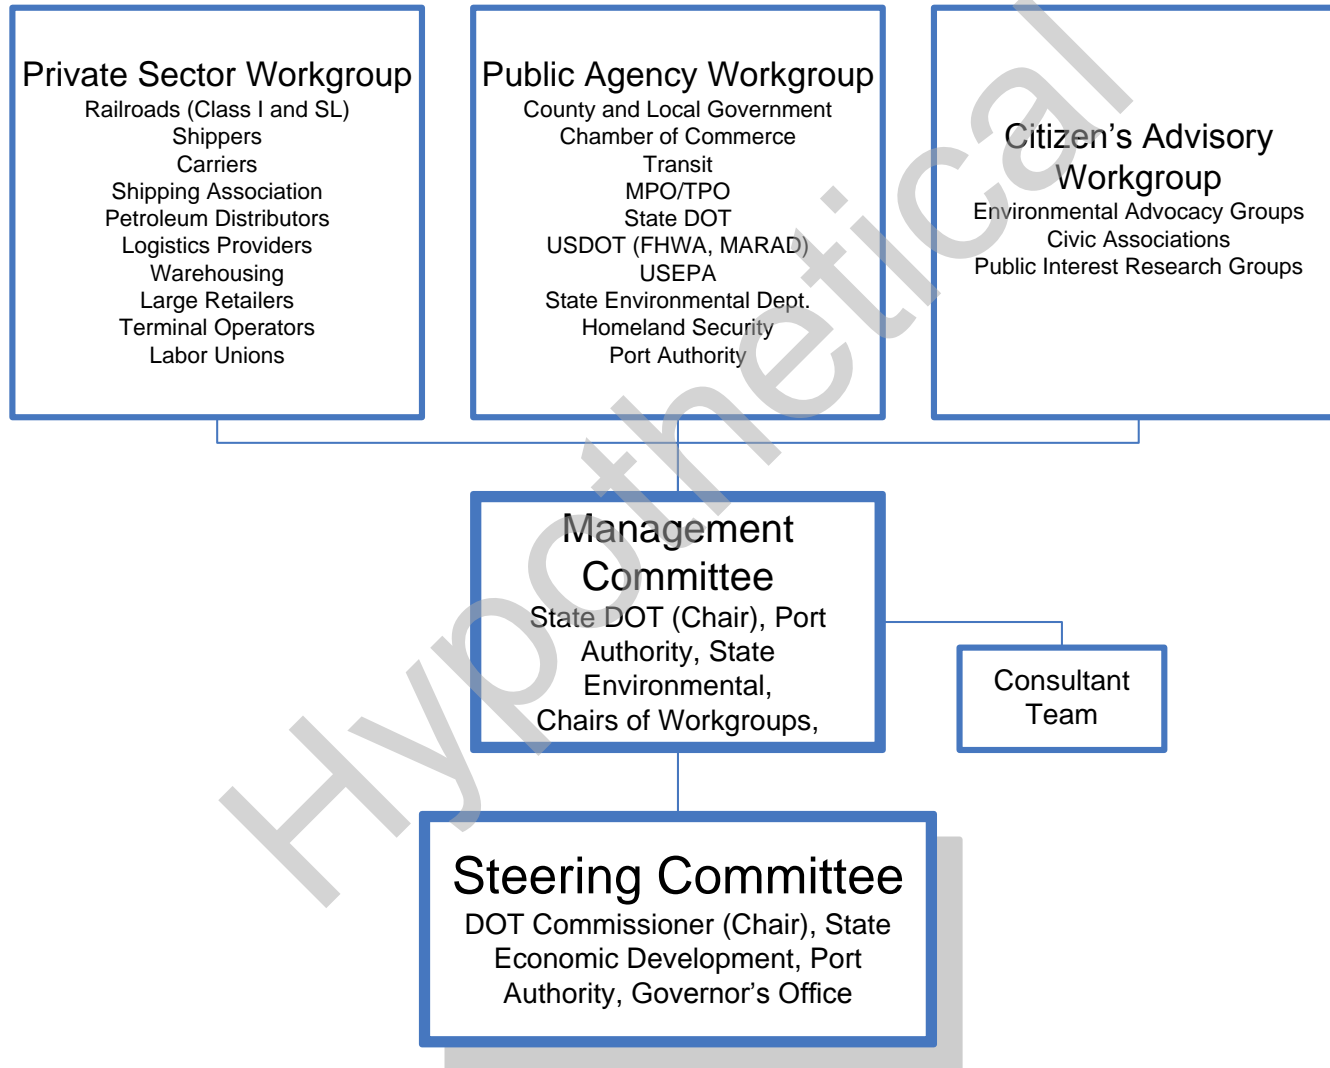 Private Sector Workgroup
Railroads (Class I and SL)
Shippers
Carriers
Shipping Association
Petroleum Distributors
Logistics Providers
Warehousing
Large Retailers
Terminal Operators
Labor Unions
Public Agency Workgroup
County and Local Government
Chamber of Commerce
Transit
MPO/TPO
State DOT
USDOT (FHWA, MARAD)
USEPA
State Environmental Dept.
Homeland Security
Port Authority
Citizen’s Advisory
Workgroup
Environmental Advocacy Groups
Civic Associations
Public Interest Research Groups
Management
Committee
State DOT (Chair), Port
Authority, State
Environmental,
Chairs of Workgroups,
Consultant
Team
Steering Committee
DOT Commissioner (Chair), State
Economic Development, Port
Authority, Governor’s Office
Hypothetical